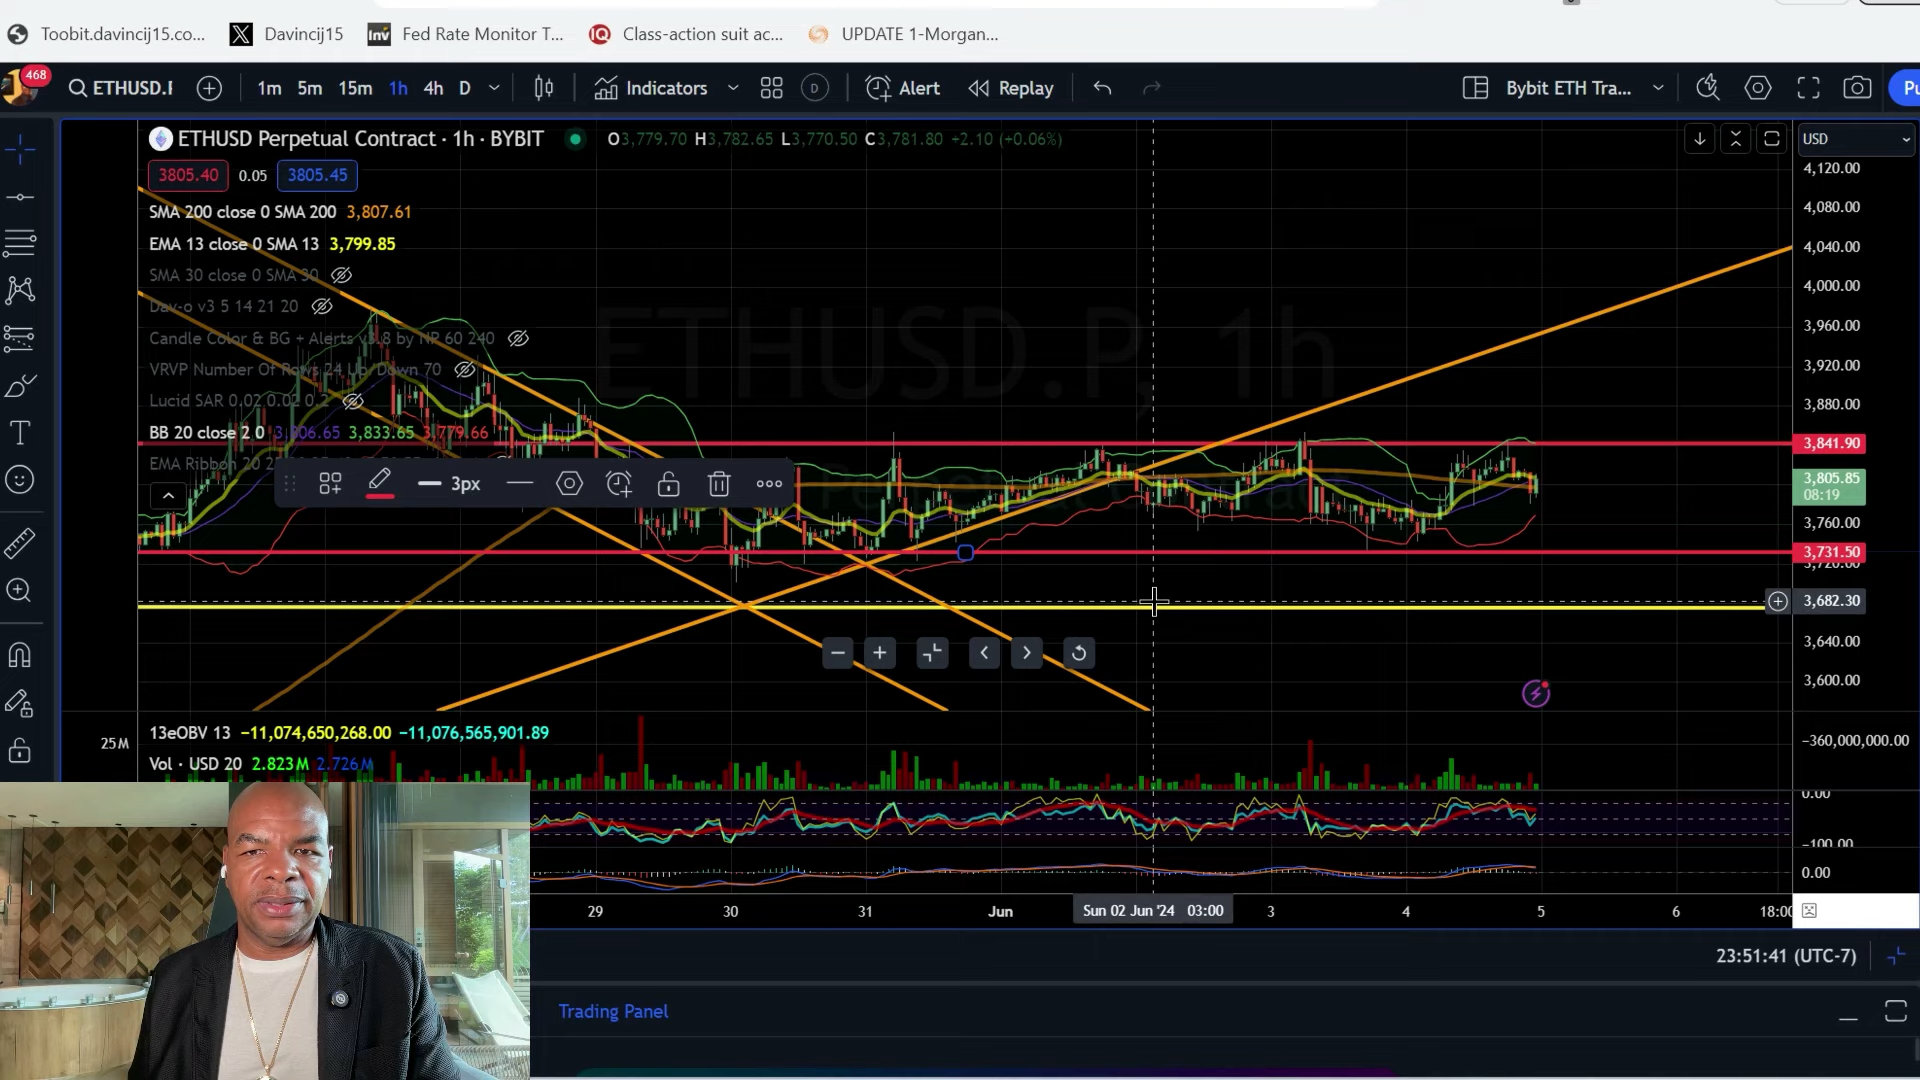 Toobit.davincij15.co... Davincij15 Inv Fed Rate Monitor T... IQ Class-action suit ac... UPDATE 1-Morgan...
468 ETHUSD.F 1m 5m 15m 1h 4h D Indicators D Alert Replay Bybit ETH Tra... Pu
ETHUSD Perpetual Contract · 1h · BYBIT O3,779.70 H3,782.65 L3,770.50 C3,781.80 +2.10 (+0.06%) USD
3805.40 0.05 3805.45
4,120.00
SMA 200 close 0 SMA 200 3,807.61
4,080.00
EMA 13 close 0 SMA 13 3,799.85
4,040.00
SMA 30 close 0 SMA 30
4,000.00
Dav-o v3 5 14 21 20
ETHUSD.P, 1h
3,960.00
Candle Color & BG + Alerts v3.8 by NP 60 240
VRVP Number Of Rows 24 Up/Down 70
3,920.00
Lucid SAR 0.02 0.02 0.2
3,880.00
BB 20 close 2 0 3,806.65 3,833.65 3,779.66
3,841.90
EMA Ribbon 20
3px
3,805.85
08:19
3,760.00
3,731.50
3,720.00
3,682.30
3,640.00
3,600.00
13eOBV 13 −11,074,650,268.00 −11,076,565,901.89
25M
−360,000,000.00
Vol · USD 20 2.823M 2.726M
0.00
−100.00
0.00
29 30 31 Jun Sun 02 Jun '24 03:00 3 4 5 6 18:00
23:51:41 (UTC-7)
Trading Panel